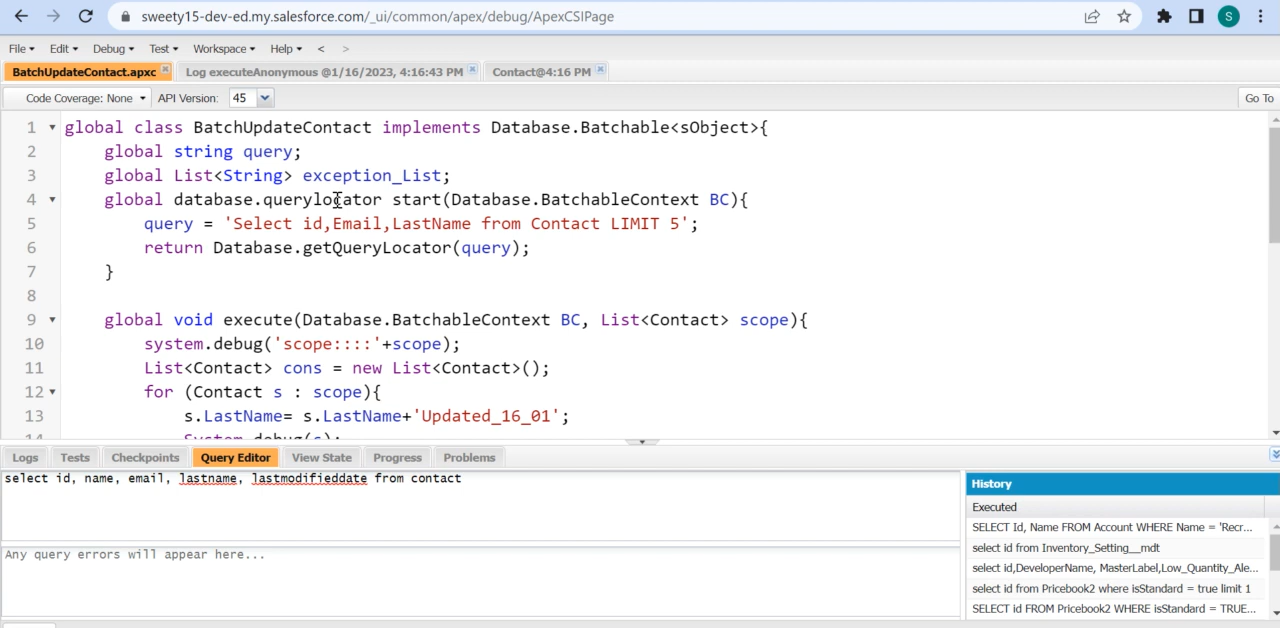 sweety15-dev-ed.my.salesforce.com/_ui/common/apex/debug/ApexCSIPage
S
File Edit Debug Test Workspace Help < >
BatchUpdateContact.apxc Log executeAnonymous @1/16/2023, 4:16:43 PM Contact@4:16 PM
Code Coverage: None API Version: 45 Go To
1 global class BatchUpdateContact implements Database.Batchable<sObject>{
2 global string query;
3 global List<String> exception_List;
4 global database.querylocator start(Database.BatchableContext BC){
5 query = 'Select id,Email,LastName from Contact LIMIT 5';
6 return Database.getQueryLocator(query);
7 }
8
9 global void execute(Database.BatchableContext BC, List<Contact> scope){
10 system.debug('scope::::'+scope);
11 List<Contact> cons = new List<Contact>();
12 for (Contact s : scope){
13 s.LastName= s.LastName+'Updated_16_01';
14 System.debug(s);
Logs Tests Checkpoints Query Editor View State Progress Problems
select id, name, email, lastname, lastmodifieddate from contact
Any query errors will appear here...
History
Executed
SELECT Id, Name FROM Account WHERE Name = 'Recr...
select id from Inventory_Setting__mdt
select id,DeveloperName, MasterLabel,Low_Quantity_Ale...
select id from Pricebook2 where isStandard = true limit 1
SELECT id FROM Pricebook2 WHERE isStandard = TRUE...